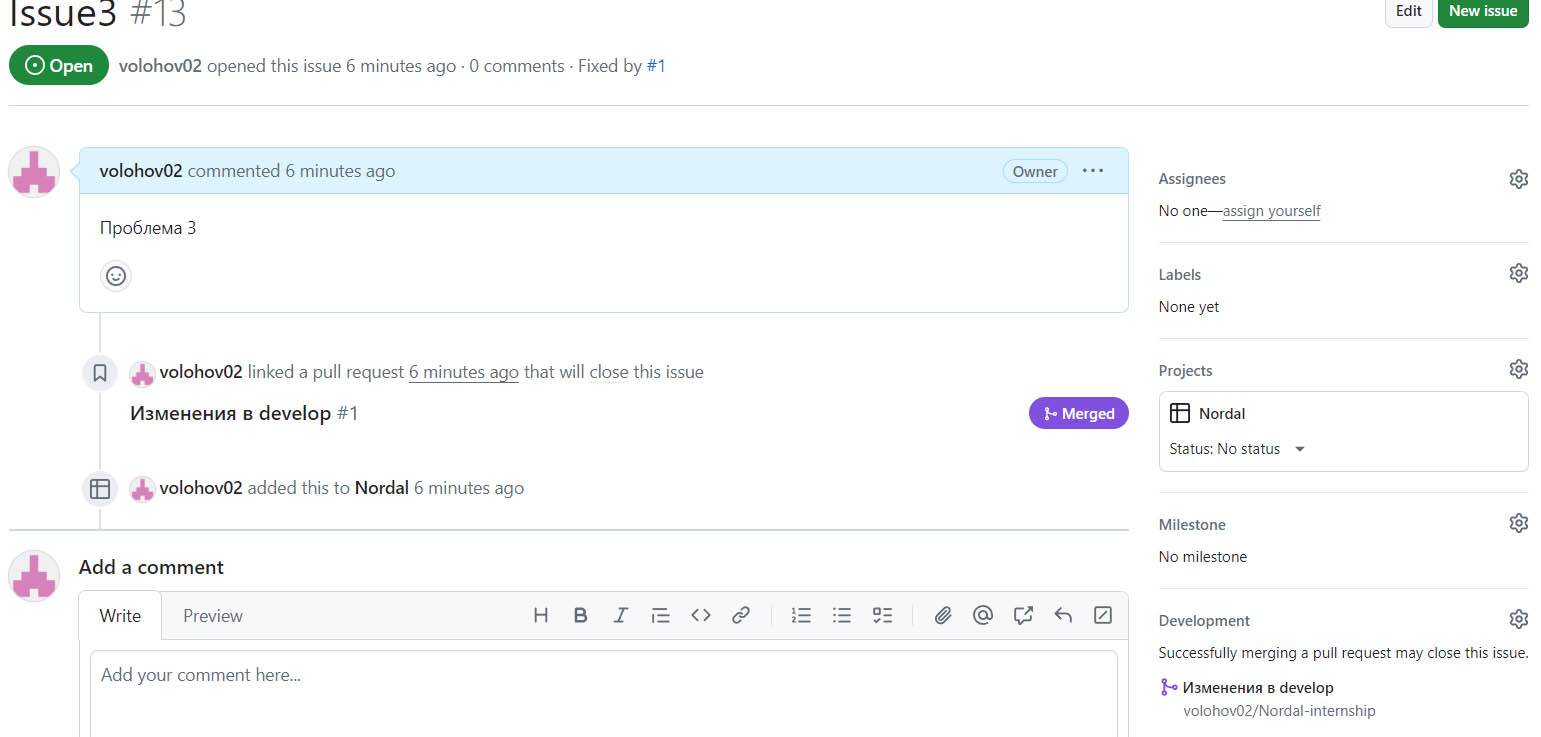 Issue3 #13
Edit
New issue
Open
volohov02 opened this issue 6 minutes ago · 0 comments · Fixed by #1
volohov02 commented 6 minutes ago
Owner
Проблема 3
volohov02 linked a pull request 6 minutes ago that will close this issue
Изменения в develop #1
Merged
volohov02 added this to Nordal 6 minutes ago
Add a comment
Write
Preview
Add your comment here...
Assignees
No one—assign yourself
Labels
None yet
Projects
Nordal
Status: No status
Milestone
No milestone
Development
Successfully merging a pull request may close this issue.
Изменения в develop
volohov02/Nordal-internship